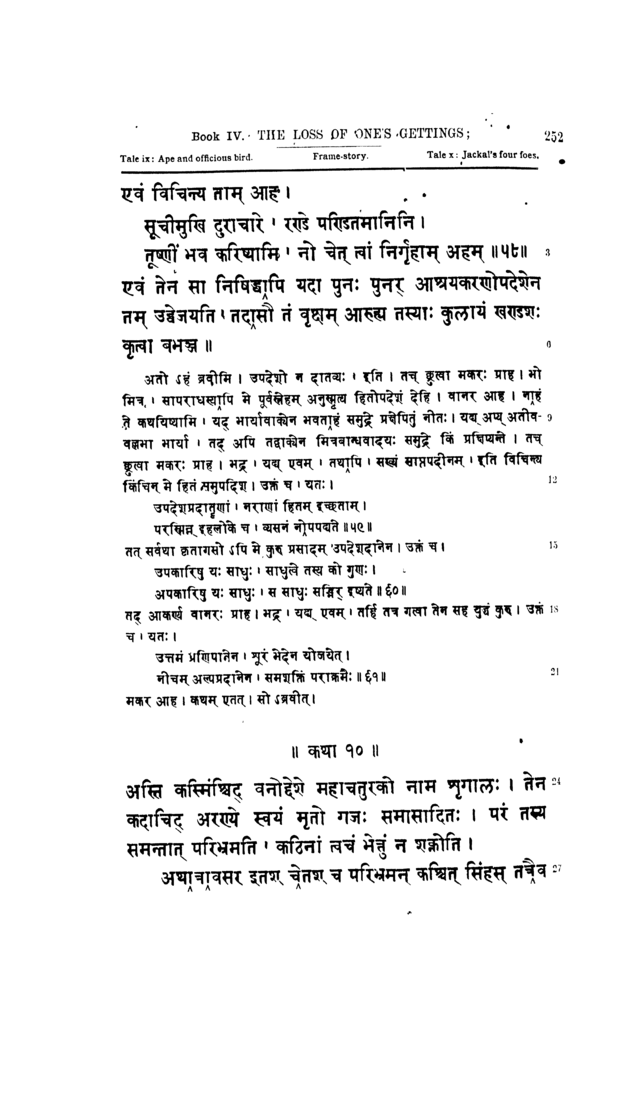 Book IV. THE LOSS OF ONE'S GETTINGS; 252
Tale ix: Ape and officious bird. Frame-story. Tale x: Jackal's four foes.
एवं विचिन्त्य ताम् आह ।
सूचीमुखि दुराचारे । रण्डे पण्डितमानिनि ।
तूष्णीं भव करिष्यामि । नो चेत् त्वां निर्गृहाम् अहम् ॥५८॥ 3
एवं तेन सा निषिद्धापि यदा पुनः पुनर् आश्रयकरणोपदेशेन
तम् उद्वेजयति । तदासौ तं वृक्षम् आरुह्य तस्याः कुलायं खण्डशः
कृत्वा बभञ्ज ॥ 6
अतो ऽहं ब्रवीमि । उपदेशो न दातव्यः । इति । तच् छ्रुत्वा मकरः प्राह । भो
मित्र । सापराधस्यापि मे पूर्वस्नेहम् अनुस्मृत्य हितोपदेशं देहि । वानर आह । नाहं
ते कथयिष्यामि । यद् भार्यावाक्येन भवताहं समुद्रे प्रक्षेपितुं नीतः । यद्य् अप्य् अतीव- 9
वल्लभा भार्या । तद् अपि तद्वाक्येन मित्रबान्धवादयः समुद्रे किं प्रक्षिप्यन्ते । तच्
छ्रुत्वा मकरः प्राह । भद्र । यद्य् एवम् । तथापि । सख्यं साप्तपदीनम् । इति विचिन्त्य
किंचिन् मे हितं समुपदिश । उक्तं च । यतः । 12
उपदेशप्रदातॄणां । नराणां हितम् इच्छताम् ।
परस्मिन्न् इहलोके च । व्यसनं नोपपद्यते ॥५९॥
तत् सर्वथा कृतागसो ऽपि मे कुरु प्रसादम् उपदेशदानेन । उक्तं च । 15
उपकारिषु यः साधुः । साधुत्वे तस्य को गुणः ।
अपकारिषु यः साधुः । स साधुः सद्भिर् इष्यते ॥६०॥
तद् आकर्ण्य वानरः प्राह । भद्र । यद्य् एवम् । तर्हि तत्र गत्वा तेन सह युद्धं कुरु । उक्तं 18
च । यतः ।
उत्तमं प्रणिपातेन । शूरं भेदेन योजयेत् ।
नीचम् अल्पप्रदानेन । समशक्तिं पराक्रमैः ॥६१॥ 21
मकर आह । कथम् एतत् । सो ऽब्रवीत् ।
॥ कथा १० ॥
अस्ति कस्मिंश्चिद् वनोद्देशे महाचतुरको नाम शृगालः । तेन 24
कदाचिद् अरण्ये स्वयं मृतो गजः समासादितः । परं तस्य
समन्तात् परिभ्रमति । कठिनां त्वचं भेत्तुं न शक्नोति ।
अथात्रावसर इतश् चेतश् च परिभ्रमन् कश्चित् सिंहस् तत्रैव 27